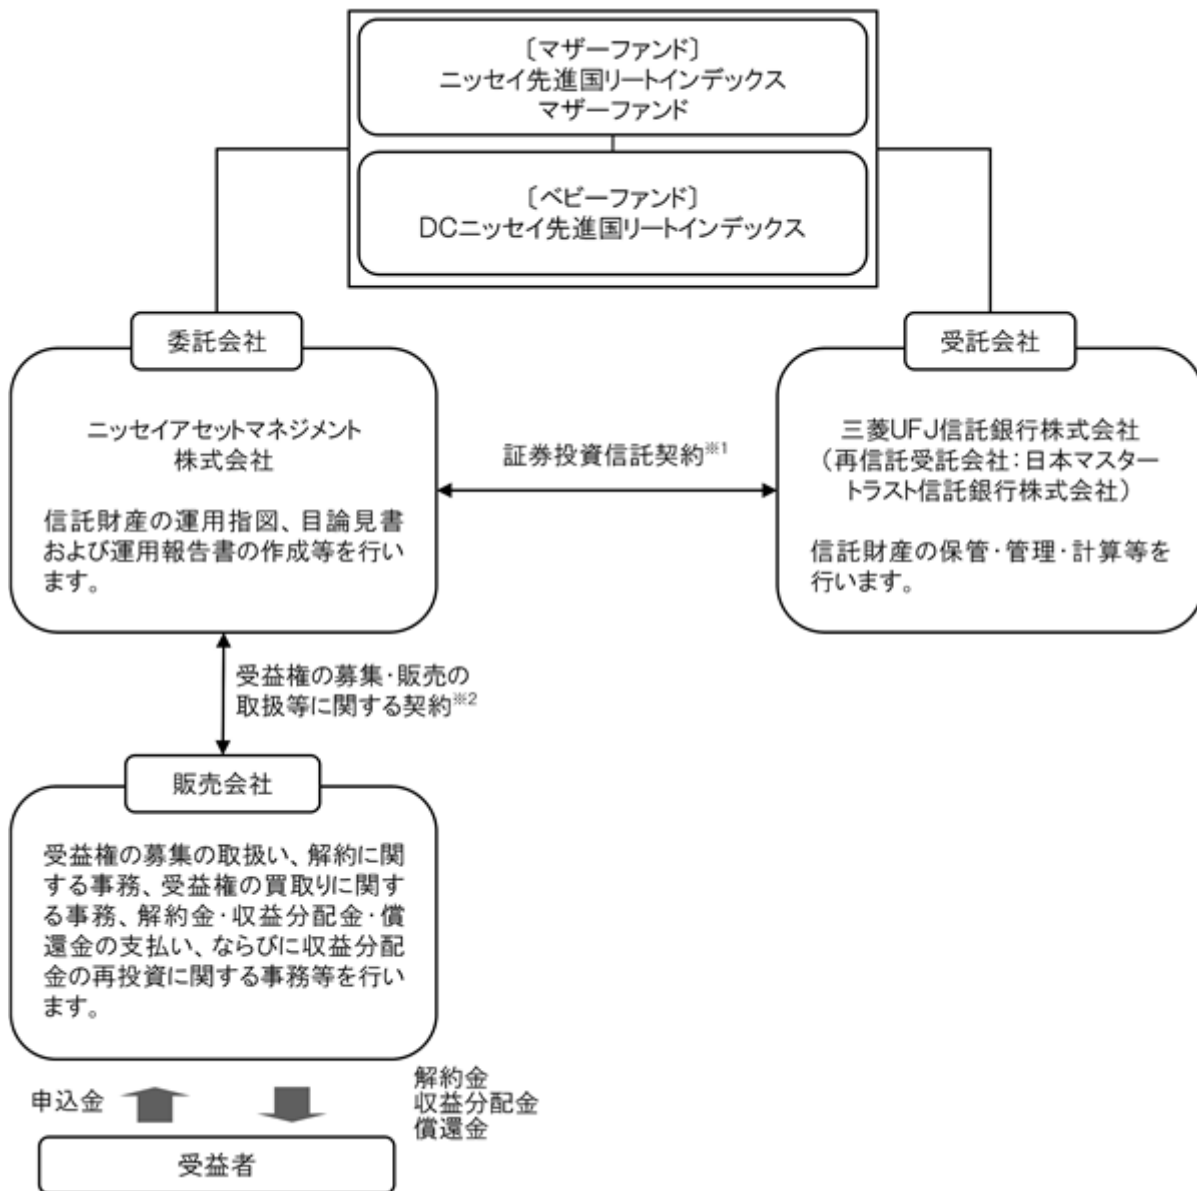 〔マザーファンド〕
ニッセイ先進国リートインデックス
マザーファンド
〔ベビーファンド〕
DCニッセイ先進国リートインデックス
委託会社
ニッセイアセットマネジメント
株式会社
信託財産の運用指図、目論見書
および運用報告書の作成等を行い
ます。
証券投資信託契約※1
受託会社
三菱UFJ信託銀行株式会社
（再信託受託会社：日本マスター
トラスト信託銀行株式会社）
信託財産の保管・管理・計算等を
行います。
受益権の募集・販売の
取扱等に関する契約※2
販売会社
受益権の募集の取扱い、解約に関
する事務、受益権の買取りに関す
る事務、解約金・収益分配金・償
還金の支払い、ならびに収益分配
金の再投資に関する事務等を行い
ます。
申込金
解約金
収益分配金
償還金
受益者